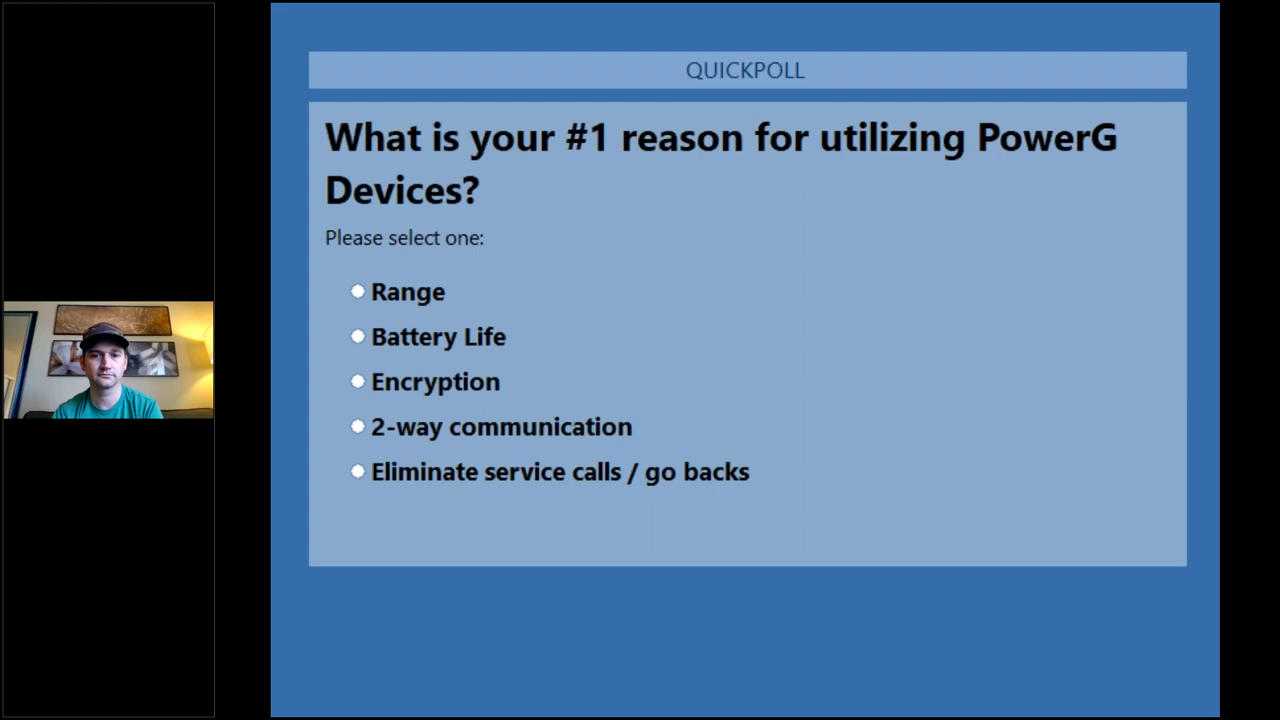 QUICKPOLL
What is your #1 reason for utilizing PowerG
Devices?
Please select one:
Range
Battery Life
Encryption
2-way communication
Eliminate service calls / go backs